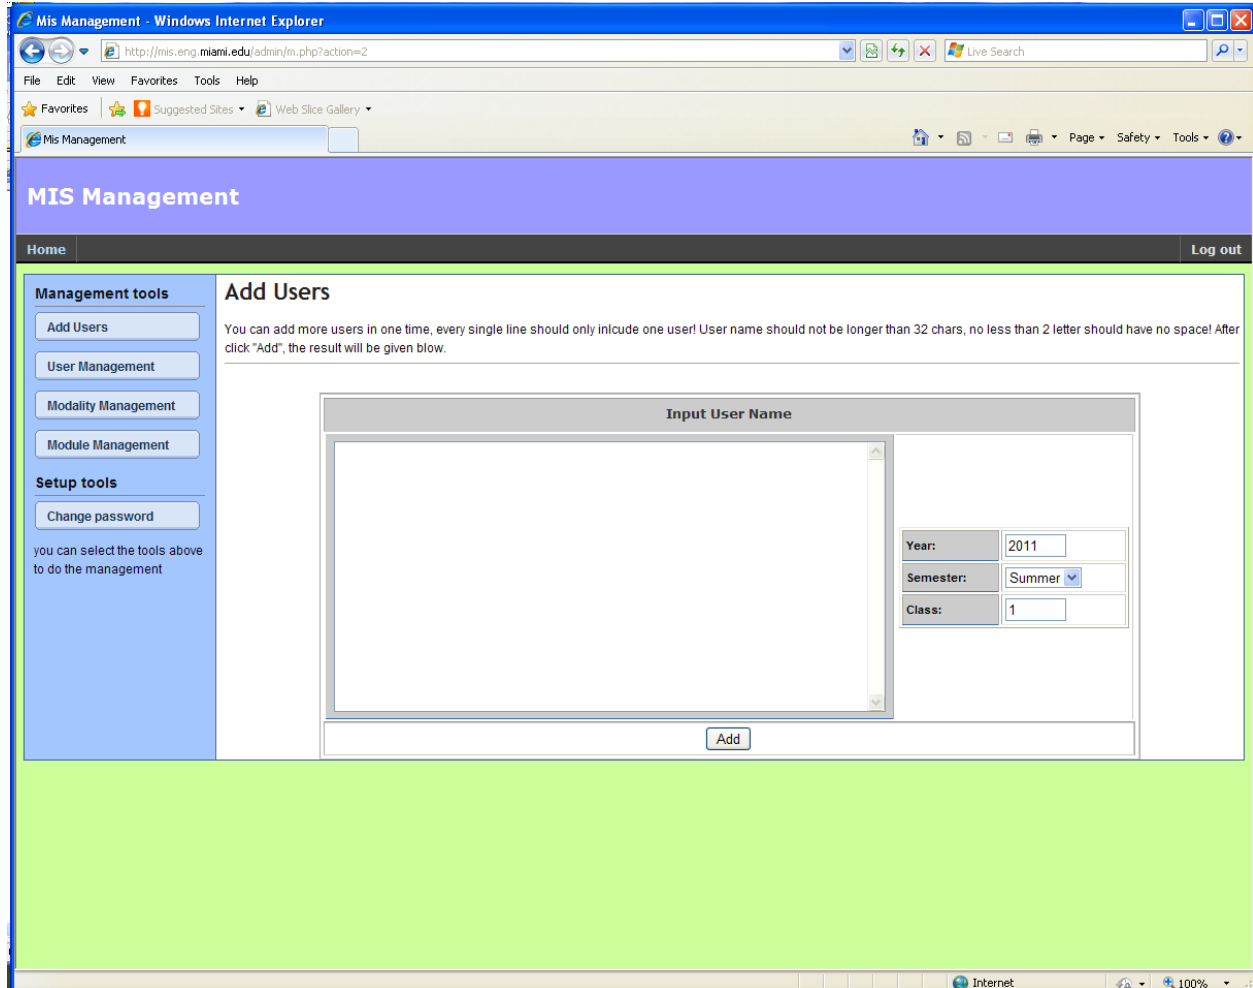 Mis Management - Windows Internet Explorer
http://mis.eng.miami.edu/admin/m.php?action=2
Live Search
File Edit View Favorites Tools Help
Favorites Suggested Sites Web Slice Gallery
Mis Management
Page Safety Tools
MIS Management
Home Log out
Management tools
Add Users
User Management
Modality Management
Module Management
Setup tools
Change password
you can select the tools above
to do the management
Add Users
You can add more users in one time, every single line should only inlcude one user! User name should not be longer than 32 chars, no less than 2 letter should have no space! After
click "Add", the result will be given blow.
Input User Name
Year: 2011
Semester: Summer
Class: 1
Add
Internet 100%